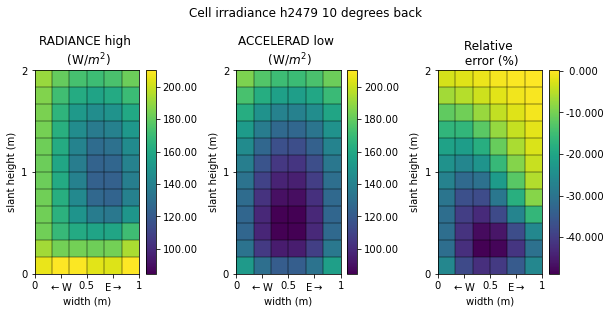 Cell irradiance h2479 10 degrees back
RADIANCE high
(W/m²)
ACCELERAD low
(W/m²)
Relative
error (%)
2
1
0
slant height (m)
0
0.5
1
←W
E→
width (m)
200.00
180.00
160.00
140.00
120.00
100.00
2
1
0
slant height (m)
0
0.5
1
←W
E→
width (m)
200.00
180.00
160.00
140.00
120.00
100.00
2
1
0
slant height (m)
0
0.5
1
←W
E→
width (m)
0.000
-10.000
-20.000
-30.000
-40.000